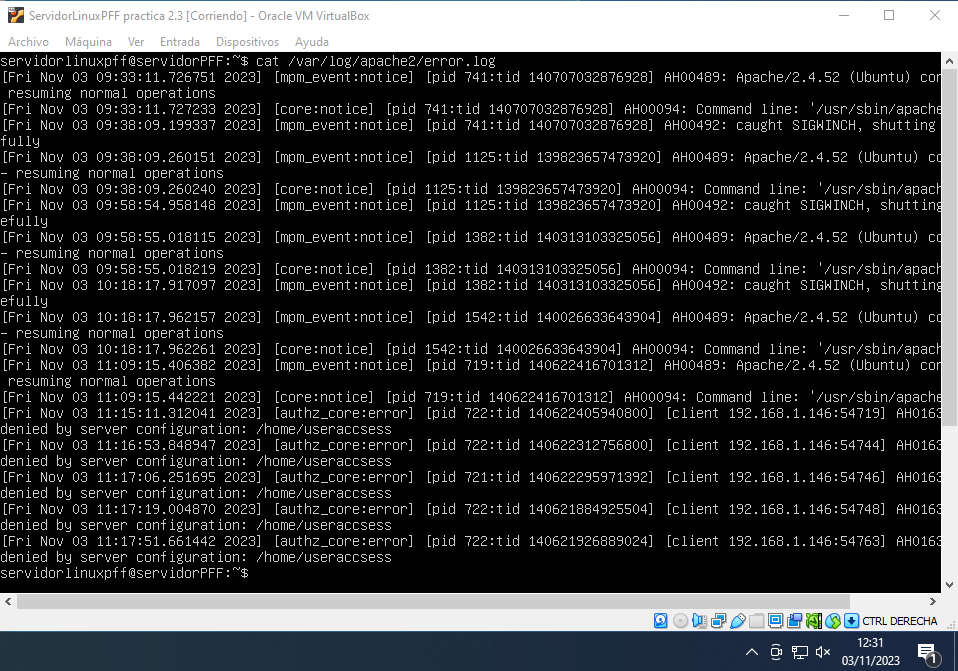 ServidorLinuxPFF practica 2.3 [Corriendo] - Oracle VM VirtualBox
Archivo Máquina Ver Entrada Dispositivos Ayuda
servidorlinuxpff@servidorPFF:~$ cat /var/log/apache2/error.log
[Fri Nov 03 09:33:11.726751 2023] [mpm_event:notice] [pid 741:tid 140707032876928] AH00489: Apache/2.4.52 (Ubuntu) con
resuming normal operations
[Fri Nov 03 09:33:11.727233 2023] [core:notice] [pid 741:tid 140707032876928] AH00094: Command line: '/usr/sbin/apache
[Fri Nov 03 09:38:09.199337 2023] [mpm_event:notice] [pid 741:tid 140707032876928] AH00492: caught SIGWINCH, shutting
fully
[Fri Nov 03 09:38:09.260151 2023] [mpm_event:notice] [pid 1125:tid 139823657473920] AH00489: Apache/2.4.52 (Ubuntu) co
- resuming normal operations
[Fri Nov 03 09:38:09.260240 2023] [core:notice] [pid 1125:tid 139823657473920] AH00094: Command line: '/usr/sbin/apach
[Fri Nov 03 09:58:54.958148 2023] [mpm_event:notice] [pid 1125:tid 139823657473920] AH00492: caught SIGWINCH, shutting
efully
[Fri Nov 03 09:58:55.018115 2023] [mpm_event:notice] [pid 1382:tid 140313103325056] AH00489: Apache/2.4.52 (Ubuntu) co
- resuming normal operations
[Fri Nov 03 09:58:55.018219 2023] [core:notice] [pid 1382:tid 140313103325056] AH00094: Command line: '/usr/sbin/apach
[Fri Nov 03 10:18:17.917097 2023] [mpm_event:notice] [pid 1382:tid 140313103325056] AH00492: caught SIGWINCH, shutting
efully
[Fri Nov 03 10:18:17.962157 2023] [mpm_event:notice] [pid 1542:tid 140026633643904] AH00489: Apache/2.4.52 (Ubuntu) co
- resuming normal operations
[Fri Nov 03 10:18:17.962261 2023] [core:notice] [pid 1542:tid 140026633643904] AH00094: Command line: '/usr/sbin/apach
[Fri Nov 03 11:09:15.406382 2023] [mpm_event:notice] [pid 719:tid 140622416701312] AH00489: Apache/2.4.52 (Ubuntu) con
resuming normal operations
[Fri Nov 03 11:09:15.442221 2023] [core:notice] [pid 719:tid 140622416701312] AH00094: Command line: '/usr/sbin/apache
[Fri Nov 03 11:15:11.312041 2023] [authz_core:error] [pid 722:tid 140622405940800] [client 192.168.1.146:54719] AH0163
denied by server configuration: /home/useraccsess
[Fri Nov 03 11:16:53.848947 2023] [authz_core:error] [pid 722:tid 140622312756800] [client 192.168.1.146:54744] AH0163
denied by server configuration: /home/useraccsess
[Fri Nov 03 11:17:06.251695 2023] [authz_core:error] [pid 721:tid 140622295971392] [client 192.168.1.146:54746] AH0163
denied by server configuration: /home/useraccsess
[Fri Nov 03 11:17:19.004870 2023] [authz_core:error] [pid 722:tid 140621884925504] [client 192.168.1.146:54748] AH0163
denied by server configuration: /home/useraccsess
[Fri Nov 03 11:17:51.661442 2023] [authz_core:error] [pid 722:tid 140621926889024] [client 192.168.1.146:54763] AH0163
denied by server configuration: /home/useraccsess
servidorlinuxpff@servidorPFF:~$
CTRL DERECHA
12:31
03/11/2023
1